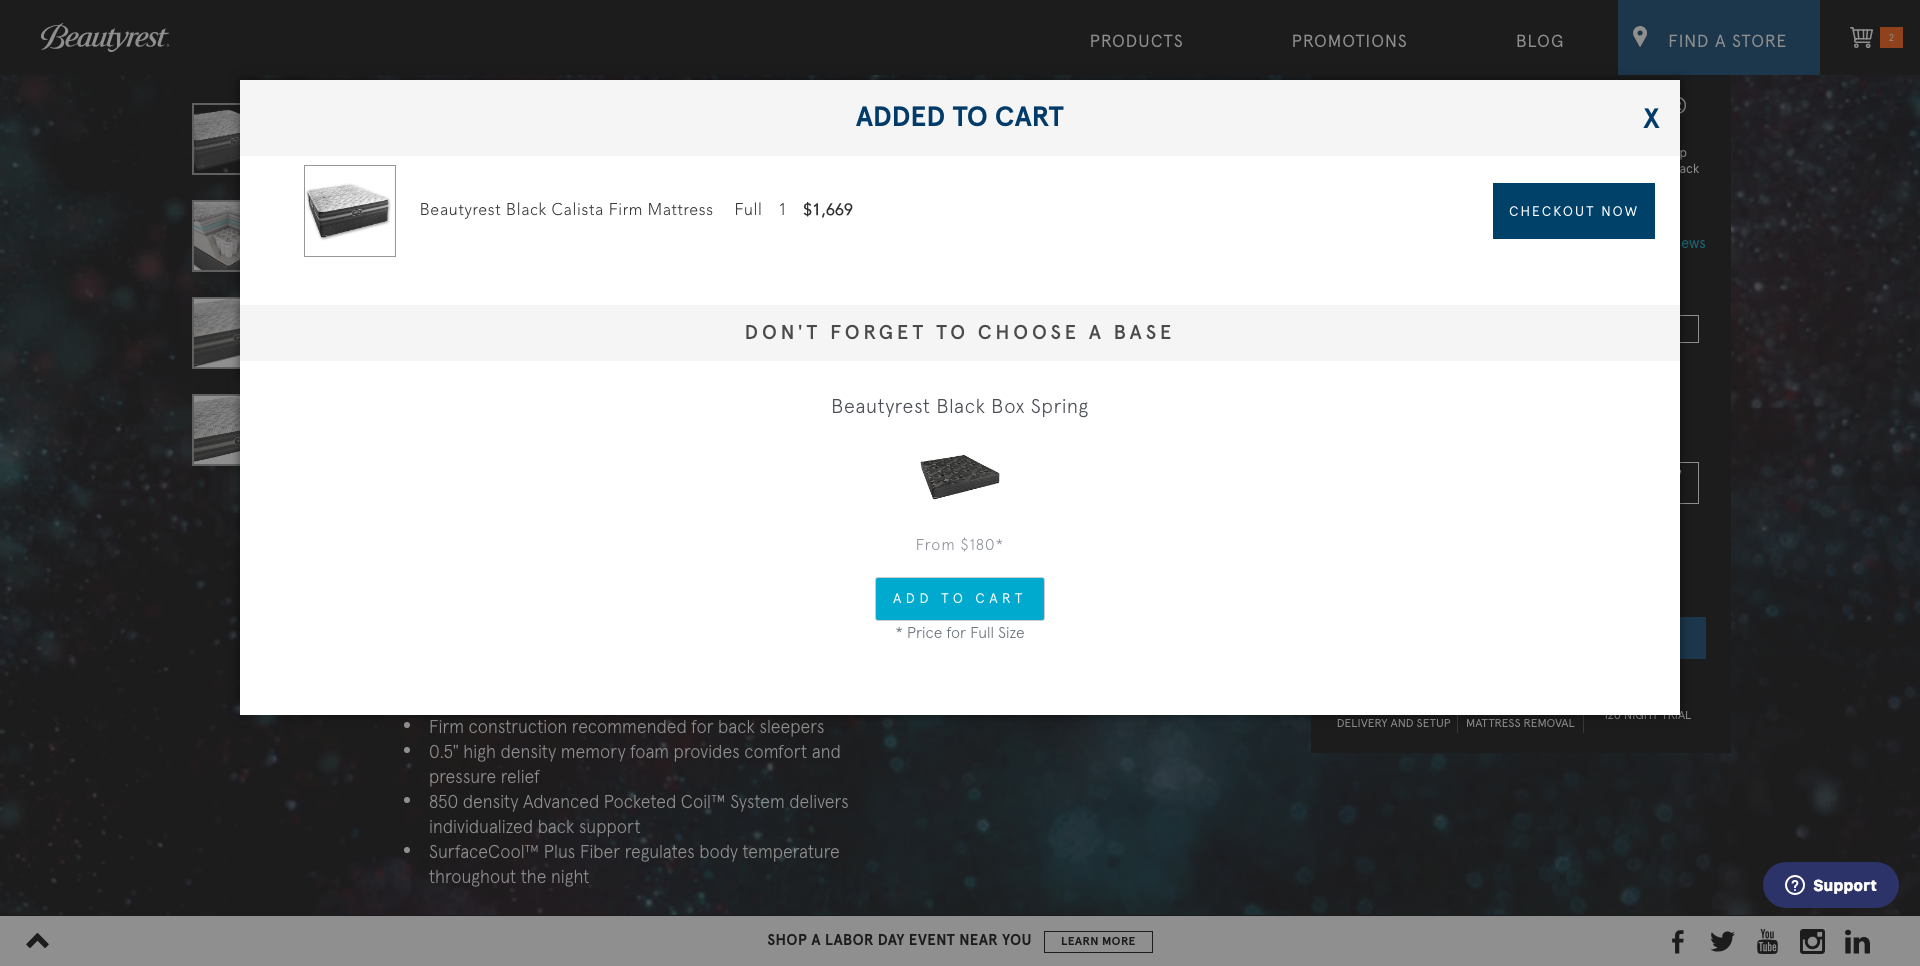 Beautyrest
PRODUCTS
PROMOTIONS
BLOG
FIND A STORE
2
ADDED TO CART
X
Beautyrest Black Calista Firm Mattress Full 1 $1,669
CHECKOUT NOW
DON'T FORGET TO CHOOSE A BASE
Beautyrest Black Box Spring
From $180*
ADD TO CART
* Price for Full Size
DELIVERY AND SETUP
MATTRESS REMOVAL
120 NIGHT TRIAL
Firm construction recommended for back sleepers
0.5" high density memory foam provides comfort and
pressure relief
850 density Advanced Pocketed Coil™ System delivers
individualized back support
SurfaceCool™ Plus Fiber regulates body temperature
throughout the night
Support
SHOP A LABOR DAY EVENT NEAR YOU
LEARN MORE
You
Tube